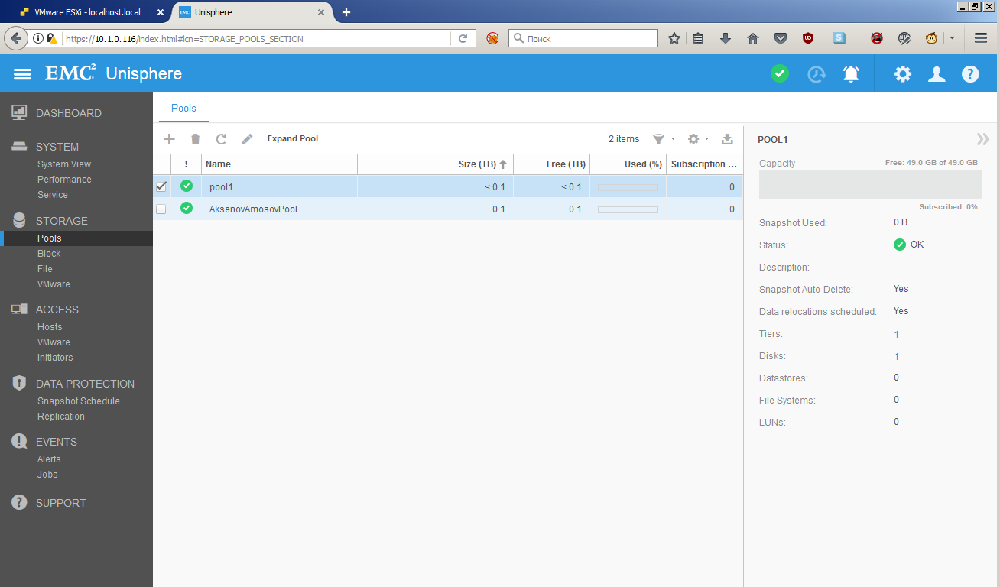 VMware ESXi - localhost.local...
Unisphere
https://10.1.0.116/index.html#lcn=STORAGE_POOLS_SECTION
Поиск
EMC² Unisphere
DASHBOARD
SYSTEM
System View
Performance
Service
STORAGE
Pools
Block
File
VMware
ACCESS
Hosts
VMware
Initiators
DATA PROTECTION
Snapshot Schedule
Replication
EVENTS
Alerts
Jobs
SUPPORT
Pools
Expand Pool
2 items
! Name Size (TB) Free (TB) Used (%) Subscription ...
pool1 < 0.1 < 0.1 0
AksenovAmosovPool 0.1 0.1 0
POOL1
Capacity Free: 49.0 GB of 49.0 GB
Subscribed: 0%
Snapshot Used: 0 B
Status: OK
Description:
Snapshot Auto-Delete: Yes
Data relocations scheduled: Yes
Tiers: 1
Disks: 1
Datastores: 0
File Systems: 0
LUNs: 0